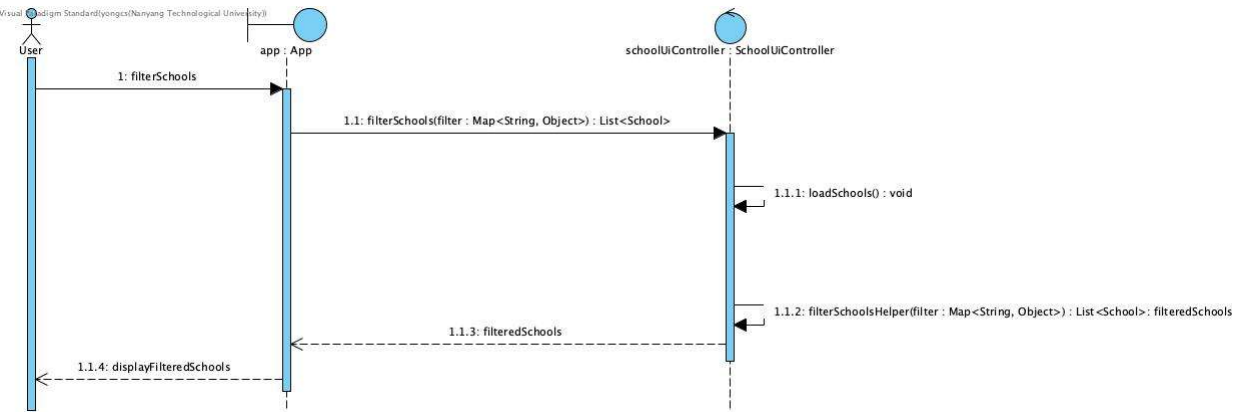 Visual Paradigm Standard(yongcs(Nanyang Technological University))
User
app : App
schoolUiController : SchoolUiController
1: filterSchools
1.1: filterSchools(filter : Map<String, Object>) : List<School>
1.1.1: loadSchools() : void
1.1.2: filterSchoolsHelper(filter : Map<String, Object>) : List<School>: filteredSchools
1.1.3: filteredSchools
1.1.4: displayFilteredSchools